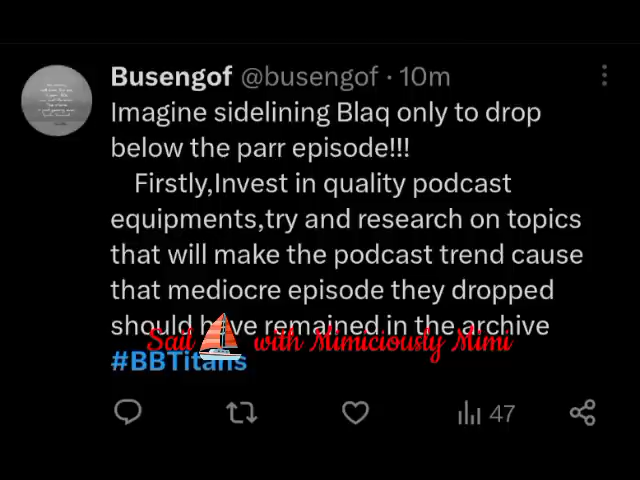 Busengof @busengof · 10m
Imagine sidelining Blaq only to drop
below the parr episode!!!
Firstly,Invest in quality podcast
equipments,try and research on topics
that will make the podcast trend cause
that mediocre episode they dropped
should have remained in the archive
Sail with Mimiciously Mimi
#BBTitans
47